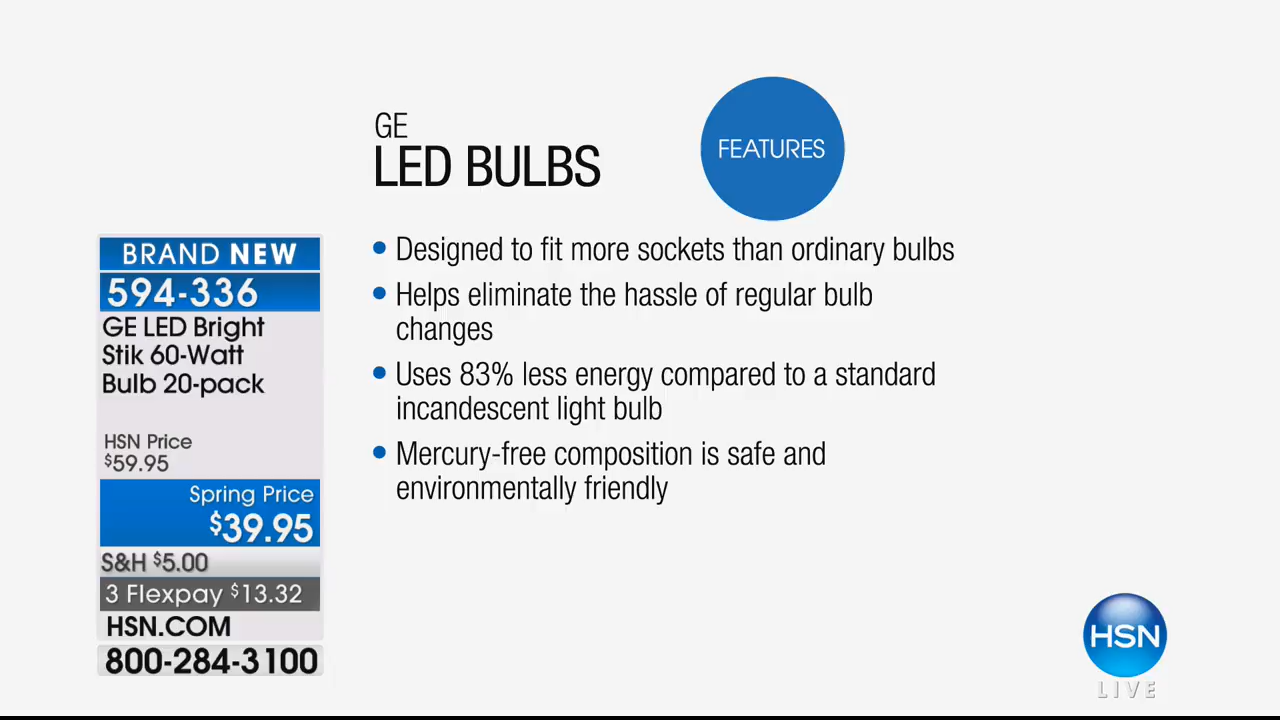 GE
LED BULBS
FEATURES
• Designed to fit more sockets than ordinary bulbs
• Helps eliminate the hassle of regular bulb
changes
• Uses 83% less energy compared to a standard
incandescent light bulb
• Mercury-free composition is safe and
environmentally friendly
BRAND NEW
594-336
GE LED Bright
Stik 60-Watt
Bulb 20-pack
HSN Price
$59.95
Spring Price
$39.95
S&H $5.00
3 Flexpay $13.32
HSN.COM
800-284-3100
HSN
LIVE